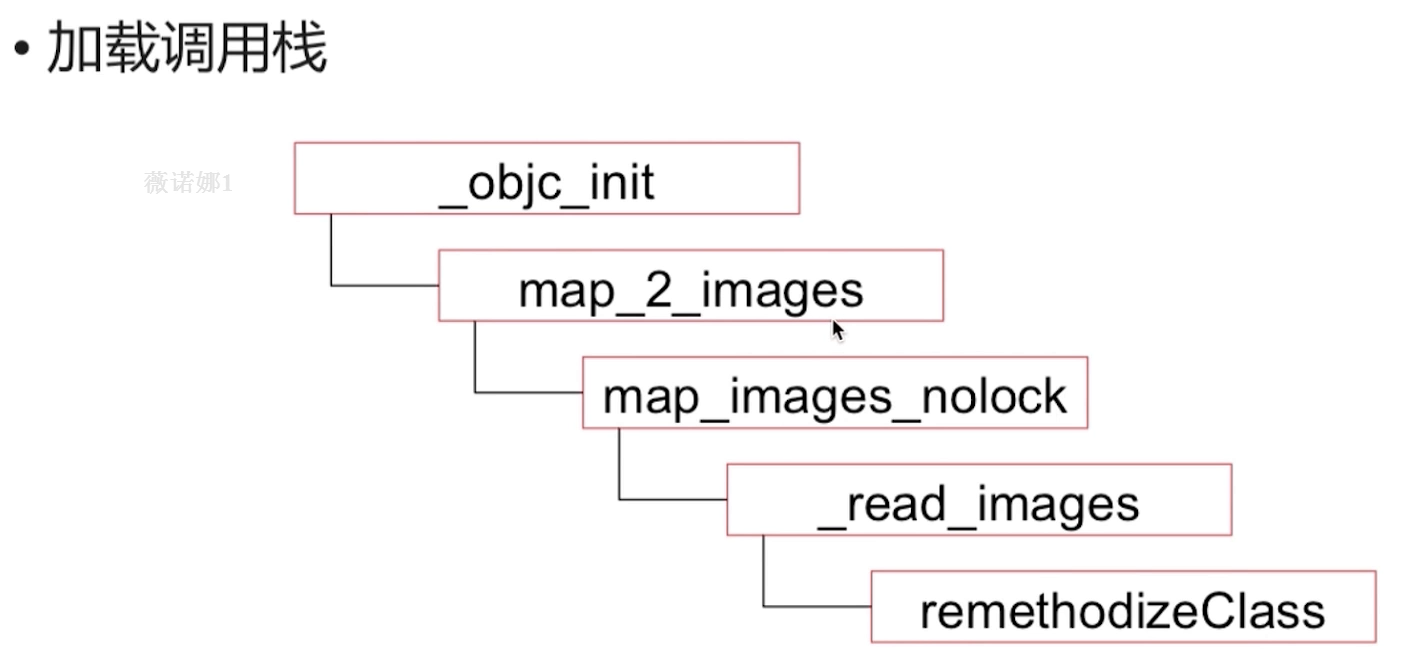 • 加载调用栈
薇诺娜1
_objc_init
map_2_images
map_images_nolock
_read_images
remethodizeClass